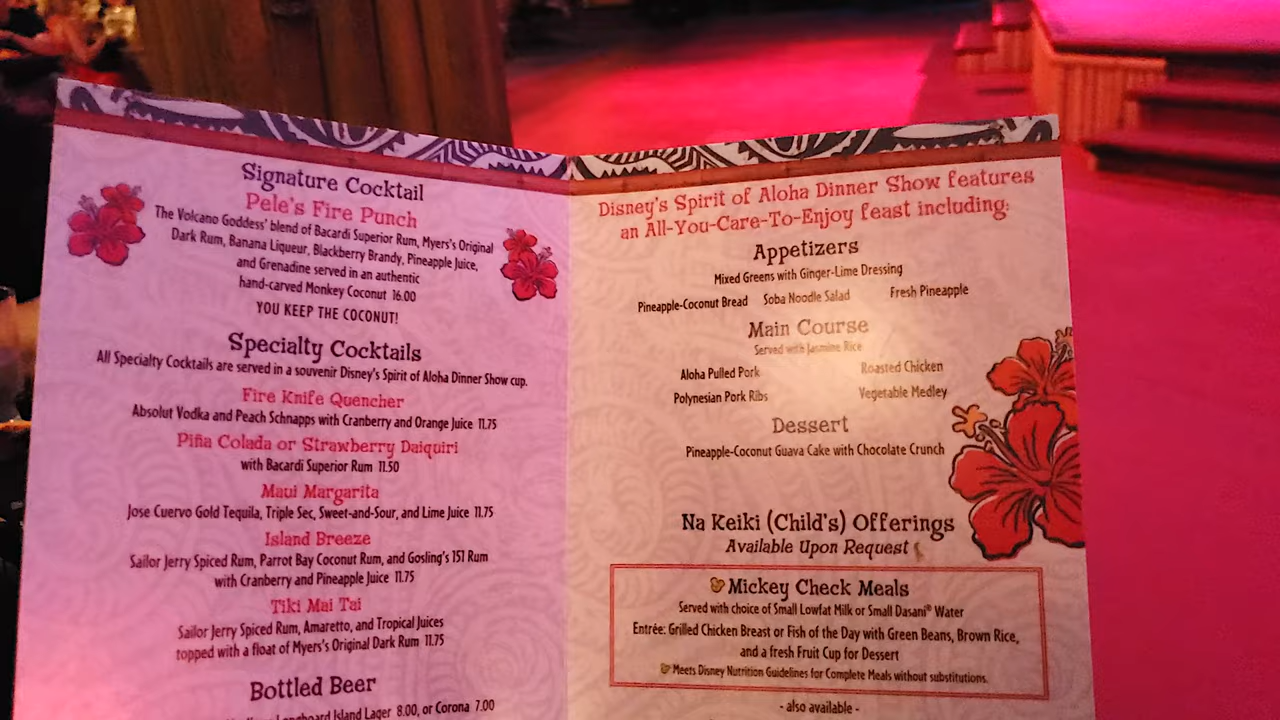 Signature Cocktail
Pele's Fire Punch
The Volcano Goddess' blend of Bacardi Superior Rum, Myers's Original
Dark Rum, Banana Liqueur, Blackberry Brandy, Pineapple Juice,
and Grenadine served in an authentic
hand-carved Monkey Coconut 16.00
YOU KEEP THE COCONUT!
Specialty Cocktails
All Specialty Cocktails are served in a souvenir Disney's Spirit of Aloha Dinner Show cup.
Fire Knife Quencher
Absolut Vodka and Peach Schnapps with Cranberry and Orange Juice 11.75
Piña Colada or Strawberry Daiquiri
with Bacardi Superior Rum 11.50
Maui Margarita
Jose Cuervo Gold Tequila, Triple Sec, Sweet-and-Sour, and Lime Juice 11.75
Island Breeze
Sailor Jerry Spiced Rum, Parrot Bay Coconut Rum, and Gosling's 151 Rum
with Cranberry and Pineapple Juice 11.75
Tiki Mai Tai
Sailor Jerry Spiced Rum, Amaretto, and Tropical Juices
topped with a float of Myers's Original Dark Rum 11.75
Bottled Beer
Longboard Island Lager 8.00, or Corona 7.00
Disney's Spirit of Aloha Dinner Show features
an All-You-Care-To-Enjoy feast including:
Appetizers
Mixed Greens with Ginger-Lime Dressing
Pineapple-Coconut Bread Soba Noodle Salad Fresh Pineapple
Main Course
Served with Jasmine Rice
Aloha Pulled Pork Roasted Chicken
Polynesian Pork Ribs Vegetable Medley
Dessert
Pineapple-Coconut Guava Cake with Chocolate Crunch
Na Keiki (Child's) Offerings
Available Upon Request
Mickey Check Meals
Served with choice of Small Lowfat Milk or Small Dasani® Water
Entrée: Grilled Chicken Breast or Fish of the Day with Green Beans, Brown Rice,
and a fresh Fruit Cup for Dessert
Meets Disney Nutrition Guidelines for Complete Meals without substitutions.
- also available -